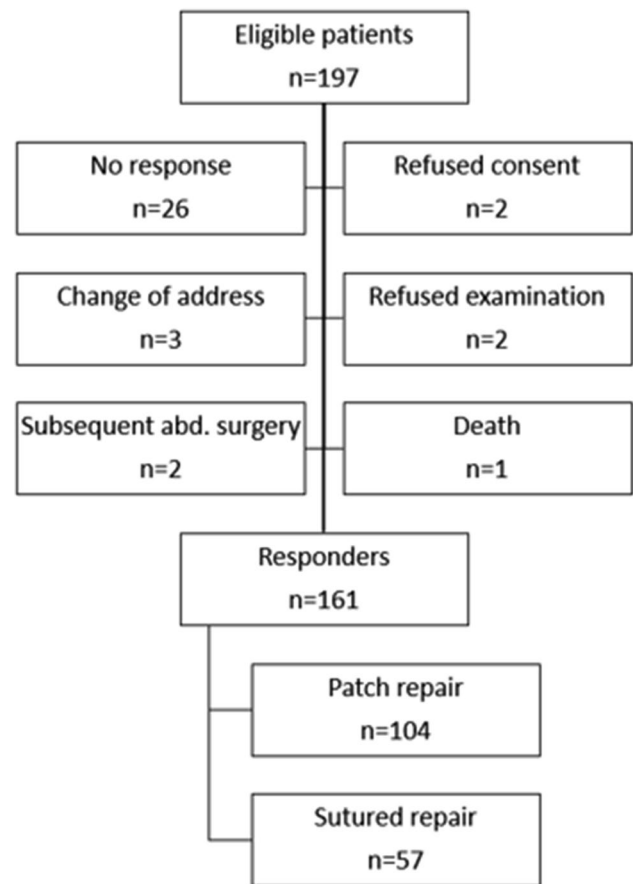 Eligible patients
n=197
No response
n=26
Refused consent
n=2
Change of address
n=3
Refused examination
n=2
Subsequent abd. surgery
n=2
Death
n=1
Responders
n=161
Patch repair
n=104
Sutured repair
n=57